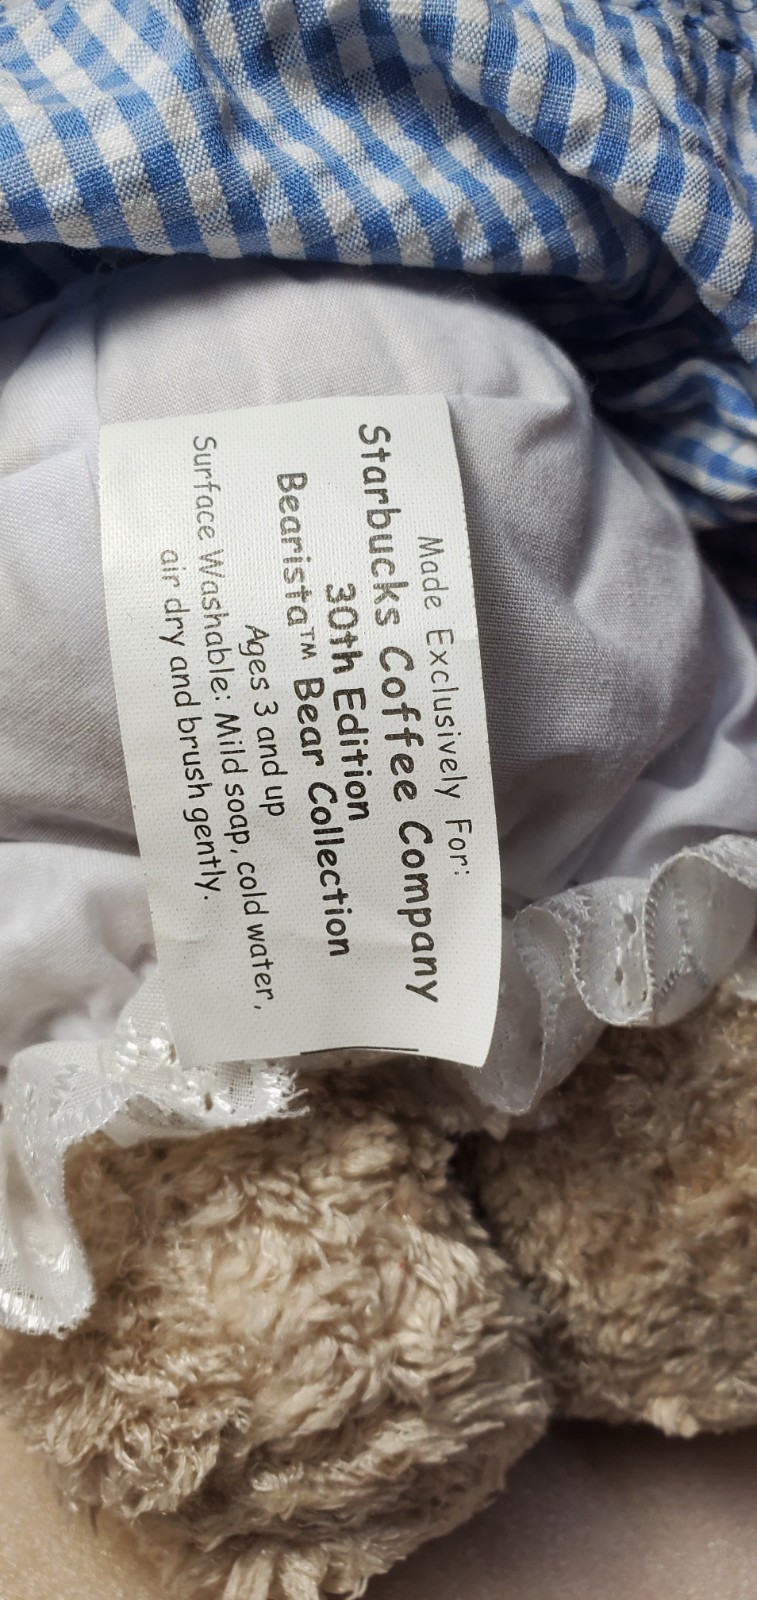 Made Exclusively For:
Starbucks Coffee Company
30th Edition
Bearista™ Bear Collection
Ages 3 and up
Surface Washable: Mild soap, cold water,
air dry and brush gently.